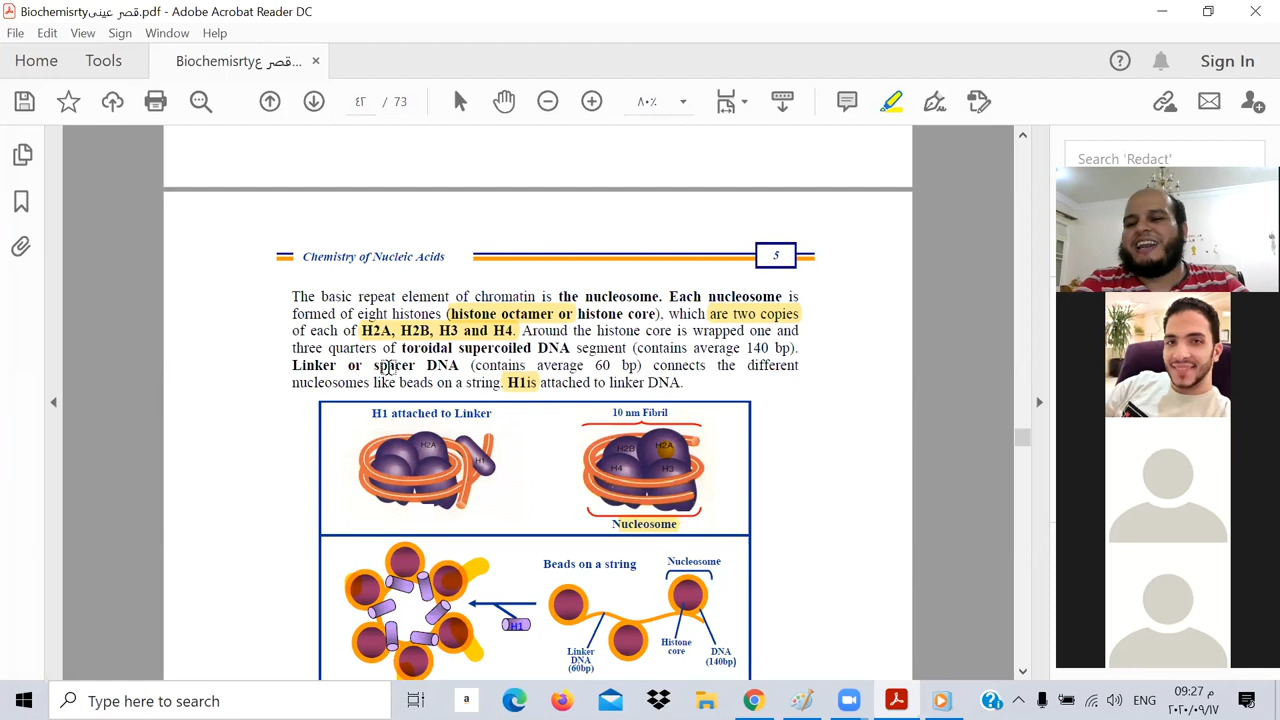 Biochemisrtyقصر عينى.pdf - Adobe Acrobat Reader DC
File Edit View Sign Window Help
Home Tools Biochemisrtyقصر ع... × Sign In
٤٢ / 73 ٨٠٪
Search 'Redact'
Chemistry of Nucleic Acids 5
The basic repeat element of chromatin is the nucleosome. Each nucleosome is
formed of eight histones (histone octamer or histone core), which are two copies
of each of H2A, H2B, H3 and H4. Around the histone core is wrapped one and
three quarters of toroidal supercoiled DNA segment (contains average 140 bp).
Linker or spacer DNA (contains average 60 bp) connects the different
nucleosomes like beads on a string. H1is attached to linker DNA.
H1 attached to Linker
H2A
H1
10 nm Fibril
H2B H2A
H4 H3
Nucleosome
Beads on a string
Nucleosome
H1
Linker
DNA
(60bp)
Histone
core
DNA
(140bp)
Type here to search
a
ENG
09:27 م
٢٠٢٠/٠٩/١٧